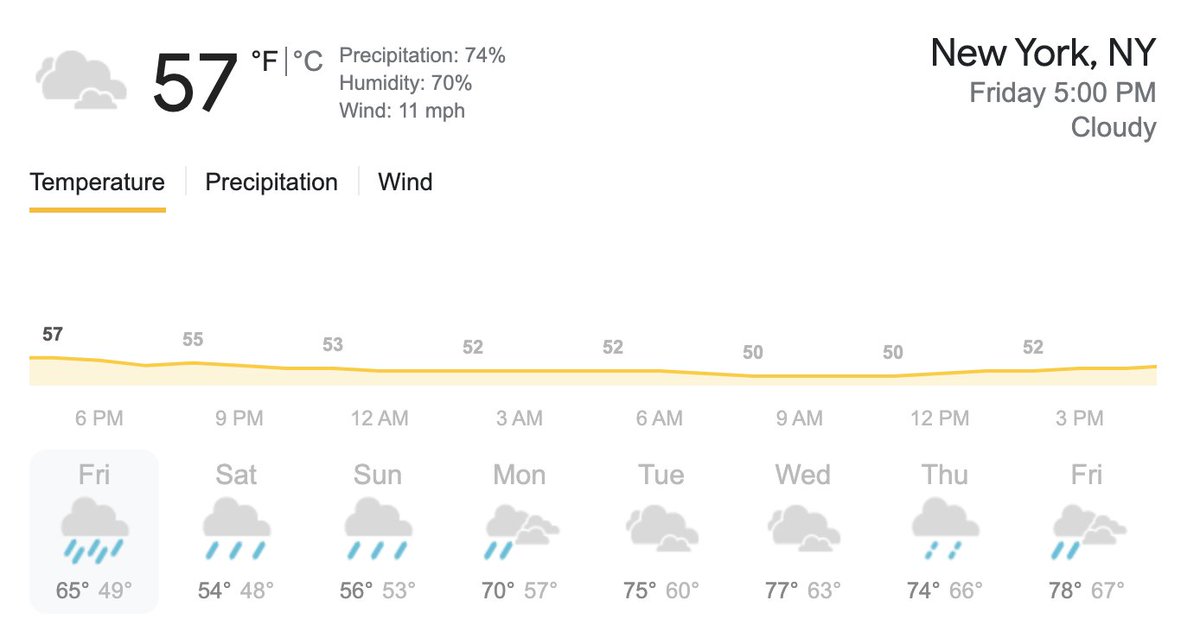 57 °F|°C
Precipitation: 74%
Humidity: 70%
Wind: 11 mph
New York, NY
Friday 5:00 PM
Cloudy
Temperature Precipitation Wind
57 55 53 52 52 50 50 52
6 PM 9 PM 12 AM 3 AM 6 AM 9 AM 12 PM 3 PM
Fri Sat Sun Mon Tue Wed Thu Fri
65° 49° 54° 48° 56° 53° 70° 57° 75° 60° 77° 63° 74° 66° 78° 67°